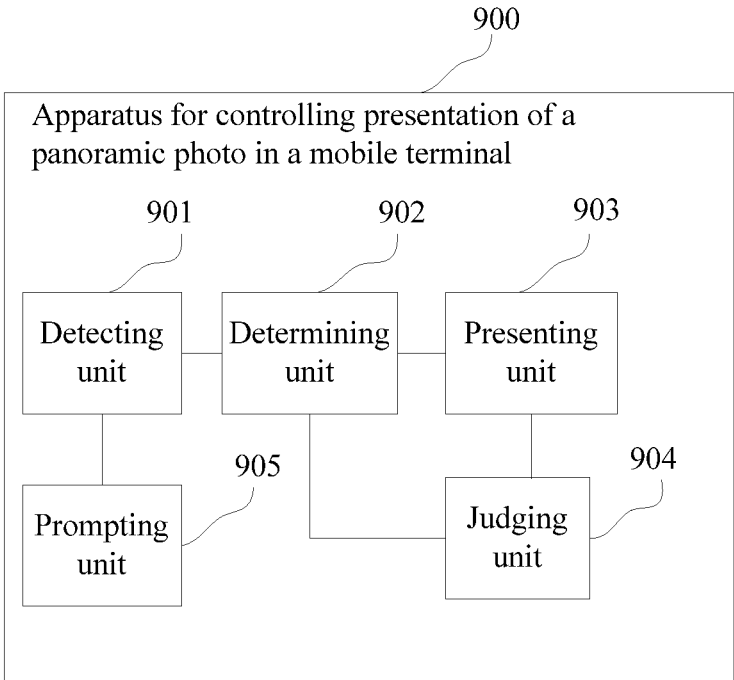 900
Apparatus for controlling presentation of a
panoramic photo in a mobile terminal
901
902
903
Detecting
unit
Determining
unit
Presenting
unit
905
904
Prompting
unit
Judging
unit